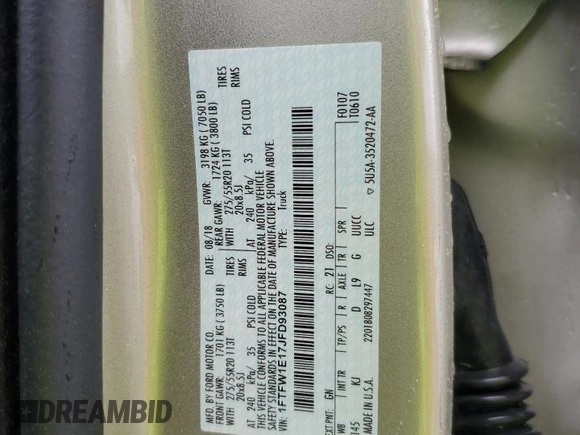 MFD. BY FORD MOTOR CO.
DATE: 08/18
GVWR: 3198 KG ( 7050 LB)
FRONT GAWR: 1701 KG ( 3750 LB)
REAR GAWR: 1724 KG ( 3800 LB)
275/55R20 113T TIRES
WITH 275/55R20 113T TIRES
20x8.5J RIMS
20x8.5J RIMS
AT 240 kPa/ 35 PSI COLD
AT 240 kPa/ 35 PSI COLD
THIS VEHICLE CONFORMS TO ALL APPLICABLE FEDERAL MOTOR VEHICLE
SAFETY STANDARDS IN EFFECT ON THE DATE OF MANUFACTURE SHOWN ABOVE.
VIN: 1FTFW1E17JFD93087
TYPE: Truck
F0107
T0610
EXT PNT: GN RC: 21 DSO:
WB INT TR TP/PS R AXLE TR SPR
145 KJ D L9 G UUCC
MADE IN U.S.A. 2201808297447 ULC
5U5A-3520472-AA
DREAMBID